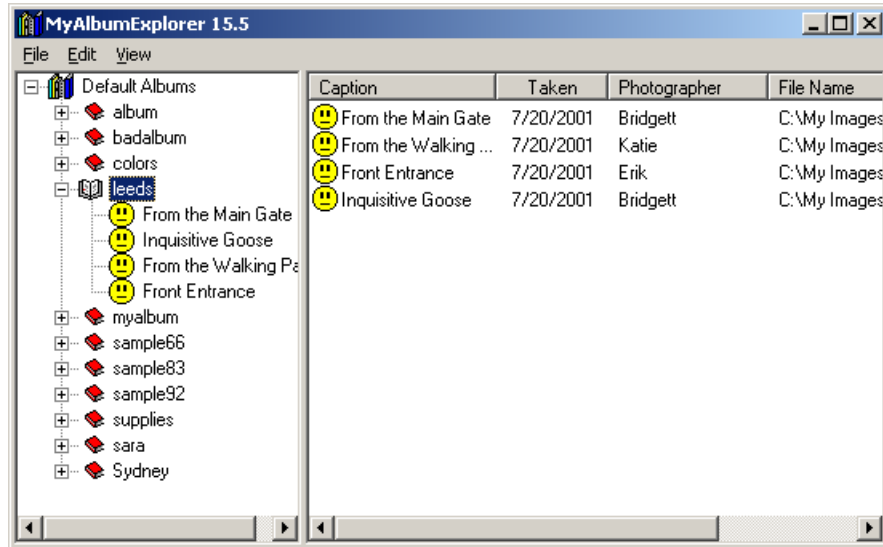 MyAlbumExplorer 15.5
File Edit View
Default Albums
album
badalbum
colors
leeds
From the Main Gate
Inquisitive Goose
From the Walking Pa
Front Entrance
myalbum
sample66
sample83
sample92
supplies
sara
Sydney
Caption Taken Photographer File Name
From the Main Gate 7/20/2001 Bridgett C:\My Images
From the Walking ... 7/20/2001 Katie C:\My Images
Front Entrance 7/20/2001 Erik C:\My Images
Inquisitive Goose 7/20/2001 Bridgett C:\My Images